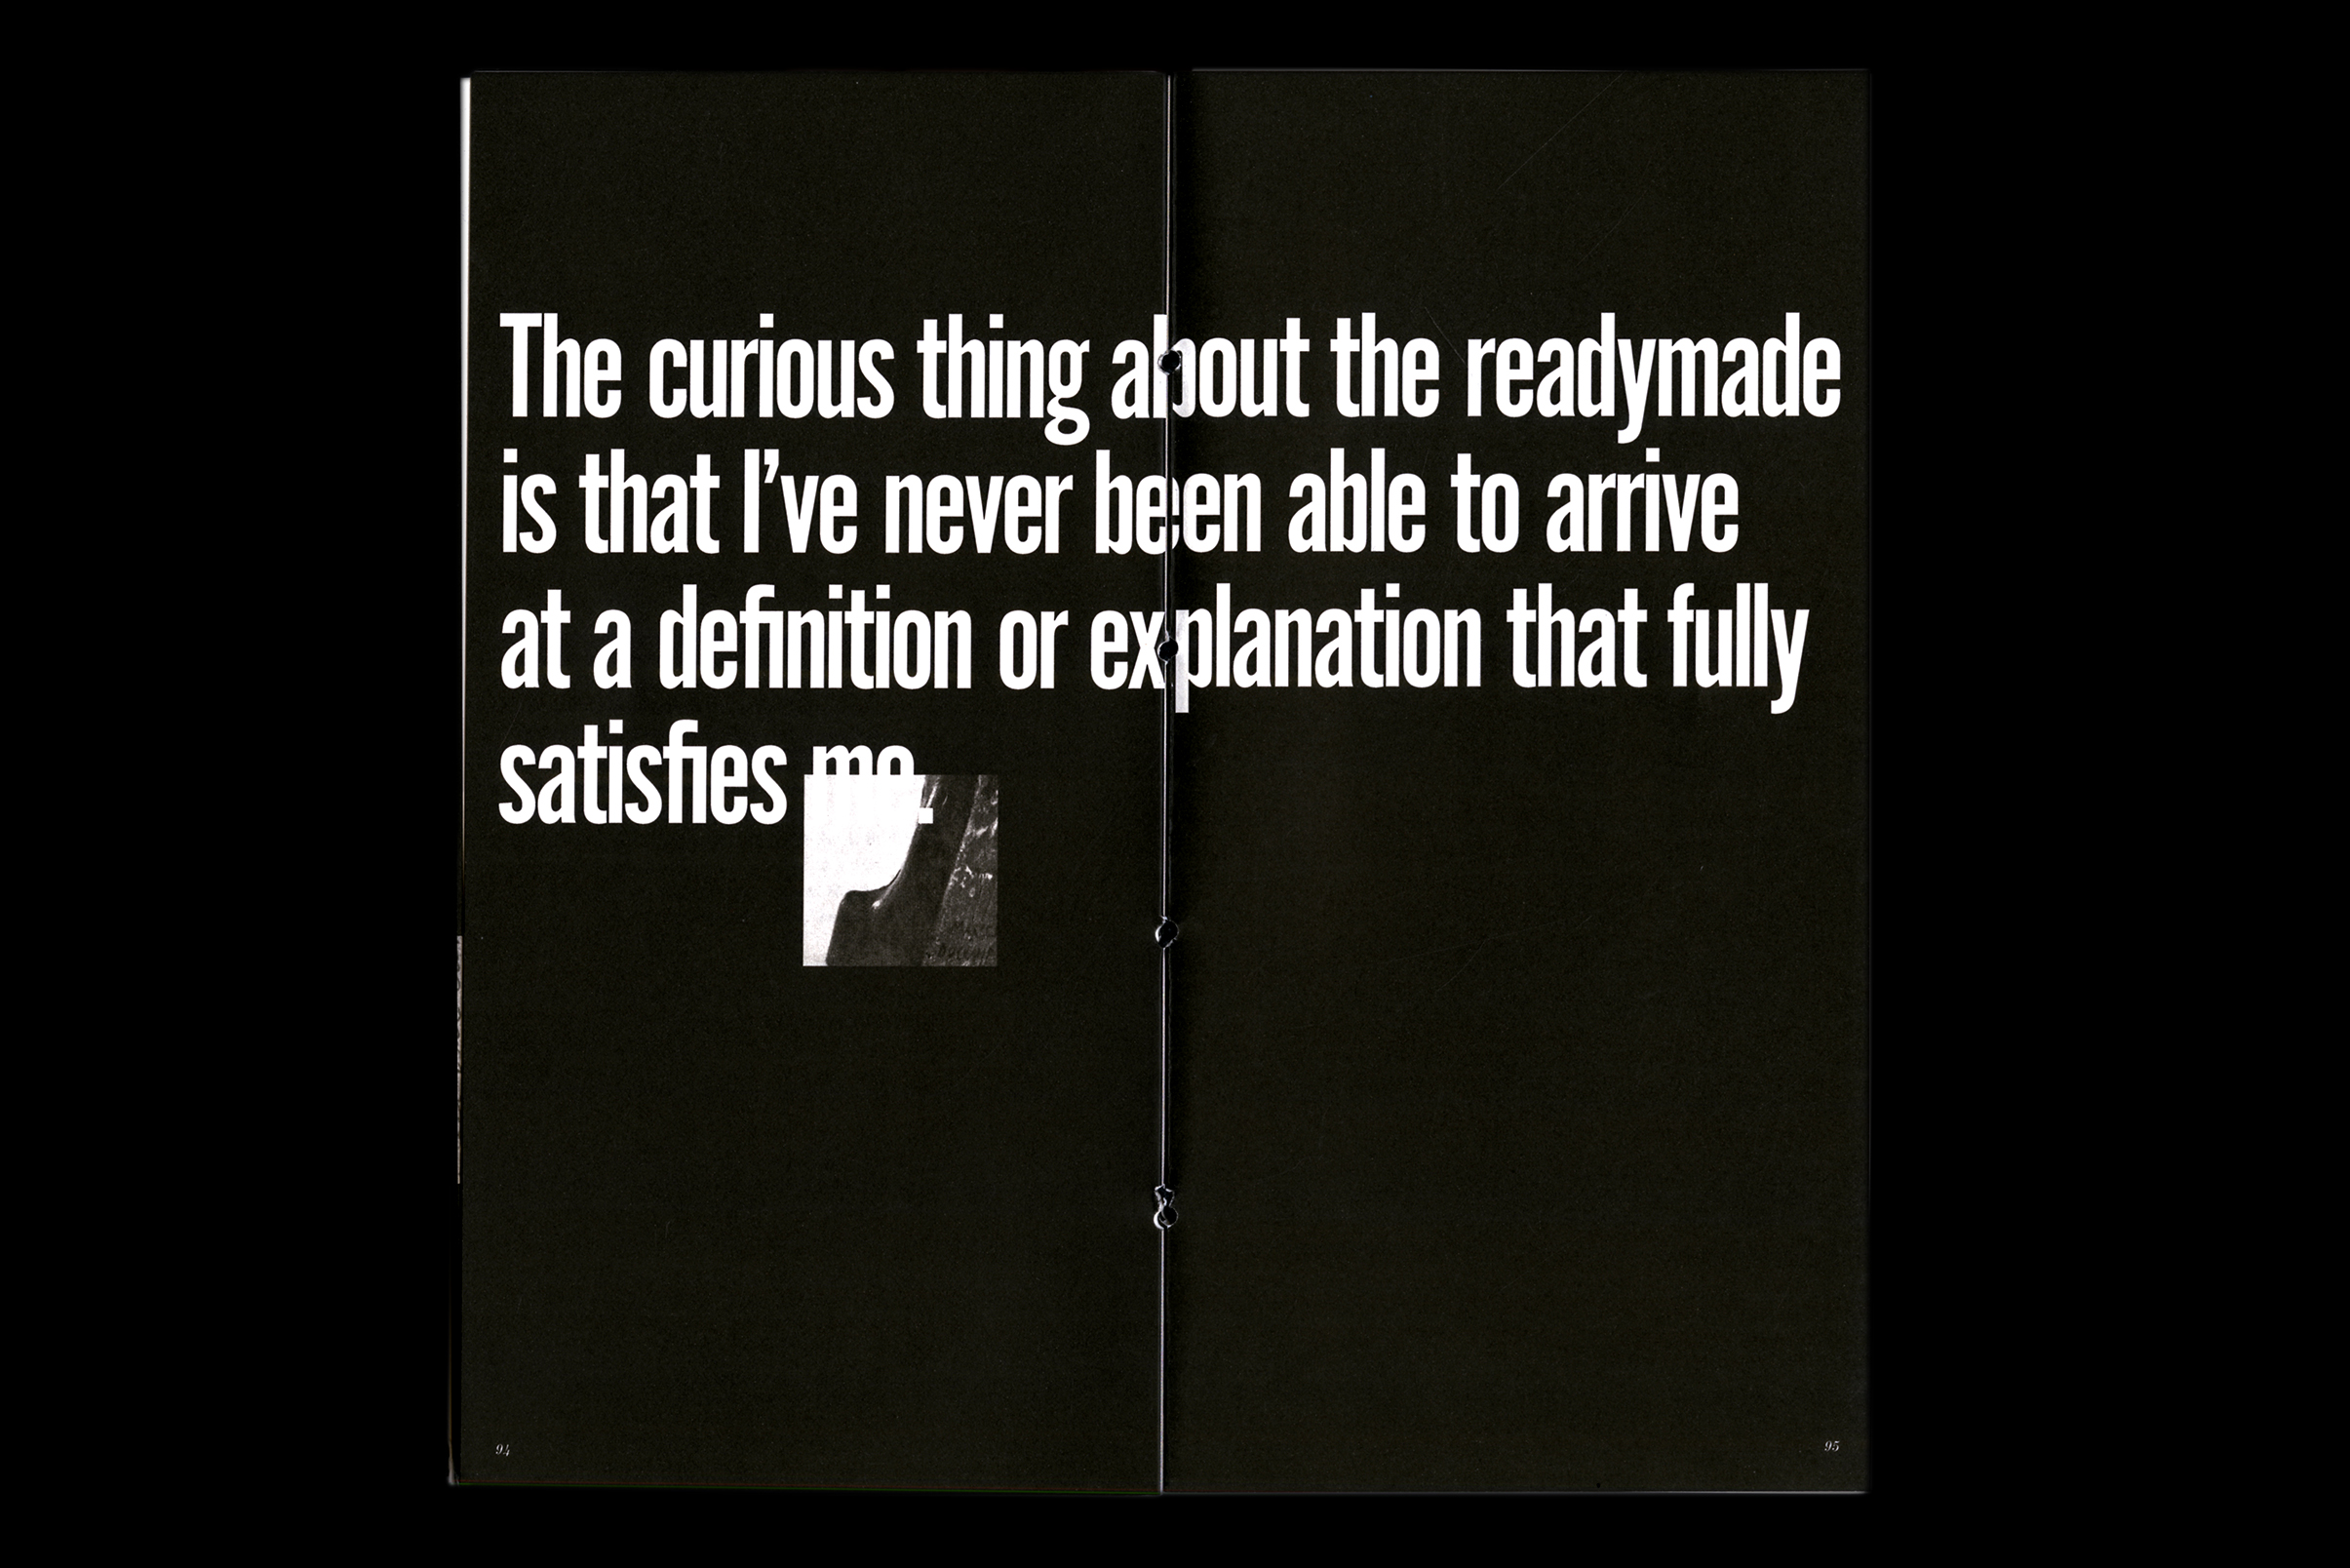 The curious thing about the readymade
is that I’ve never been able to arrive
at a definition or explanation that fully
satisfies me.
94
95